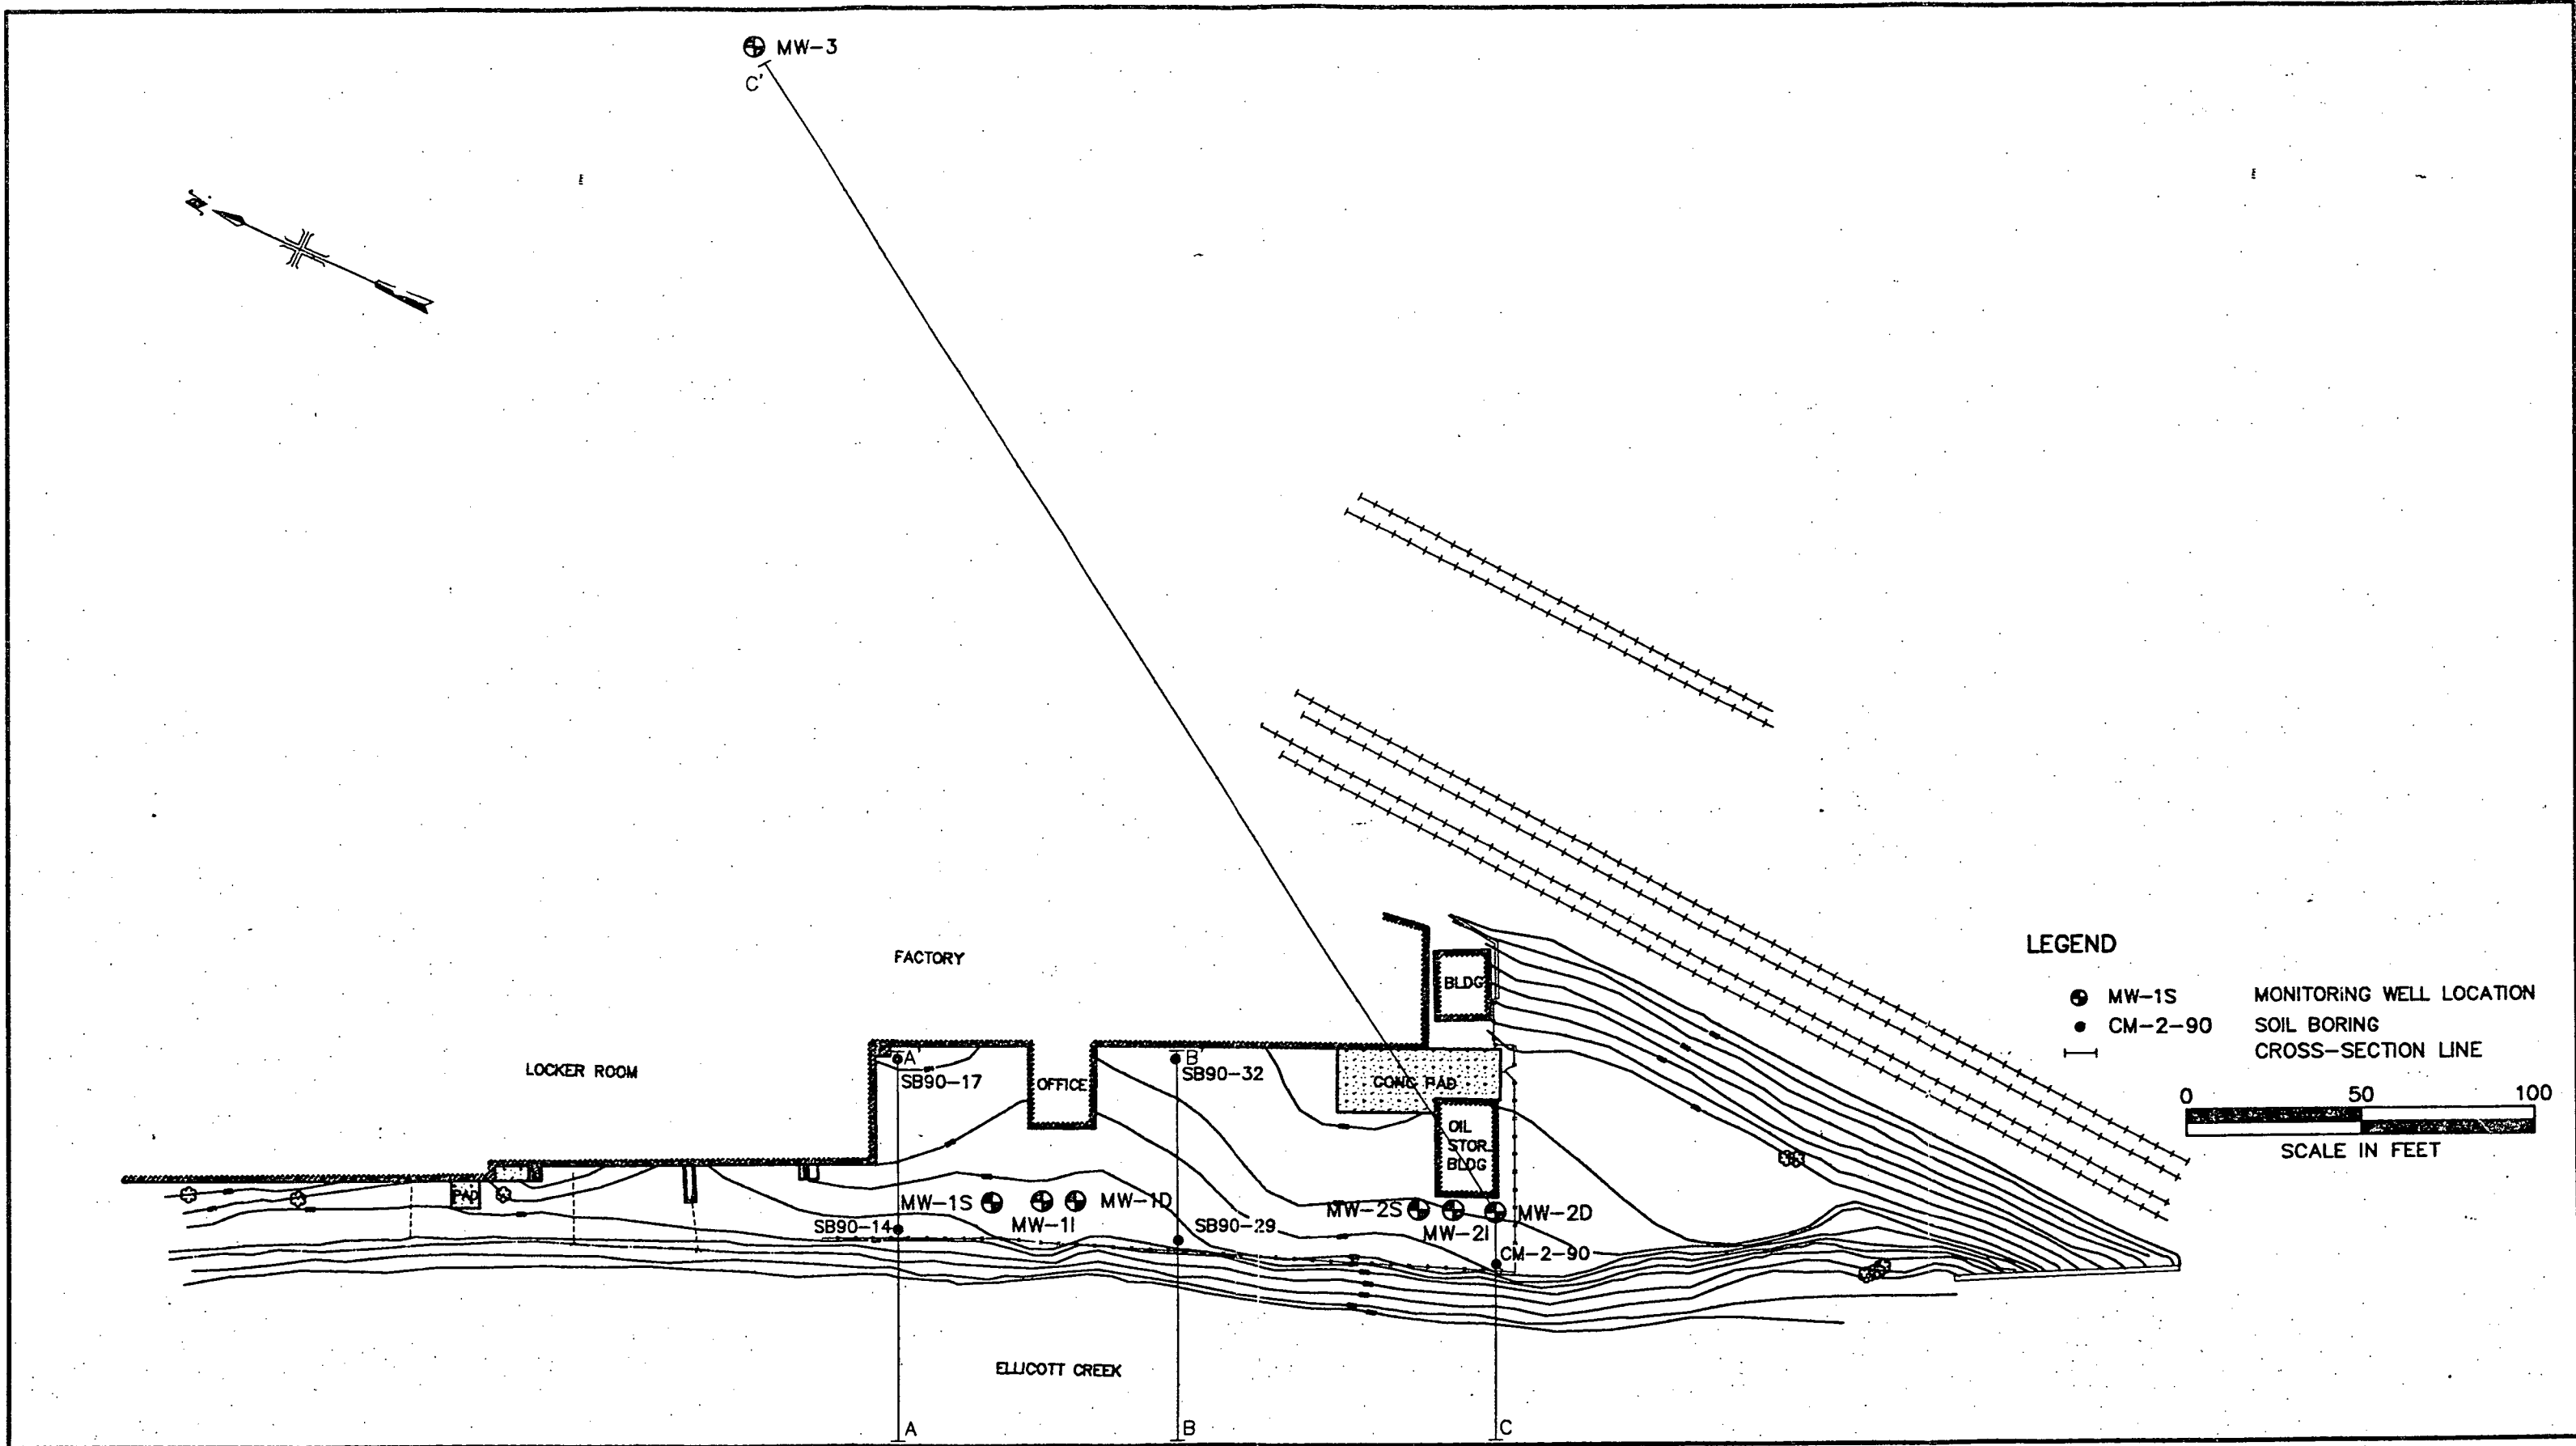 MW-3
C'
N.
FACTORY
LEGEND
BLDG
MW-1S MONITORING WELL LOCATION
CM-2-90 SOIL BORING
CROSS-SECTION LINE
A'
B'
LOCKER ROOM
SB90-17
OFFICE
SB90-32
CONC PAD
0 50 100
SCALE IN FEET
OIL
STOR.
BLDG
PAD
MW-1S
MW-1I
MW-1D
MW-2S
MW-2I
MW-2D
SB90-14
SB90-29
CM-2-90
ELLICOTT CREEK
A
B
C